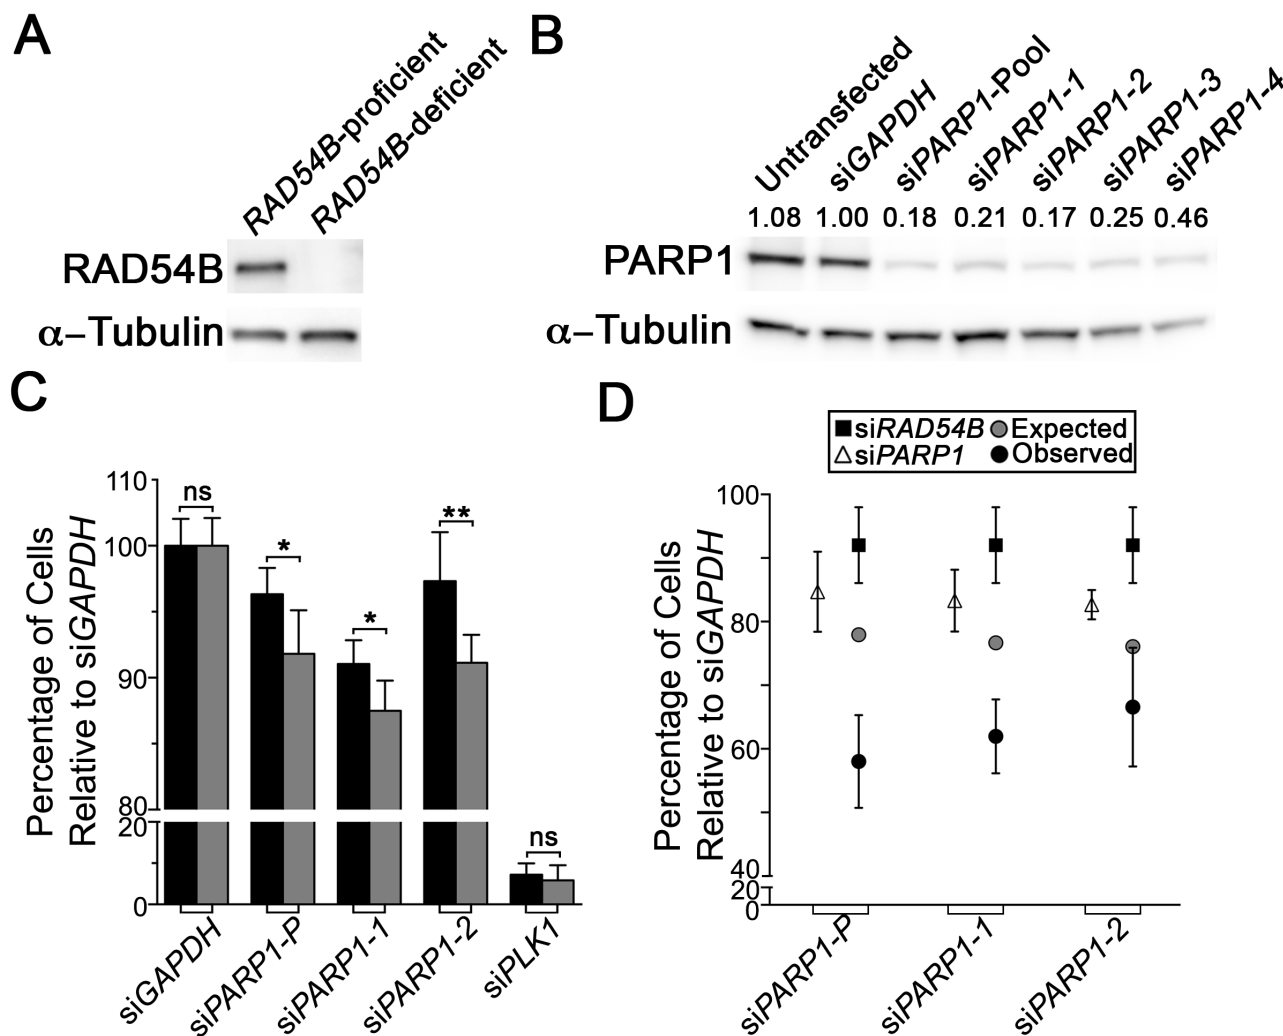 A
RAD54B-proficient
RAD54B-deficient
RAD54B
α–Tubulin
B
Untransfected
siGAPDH
siPARP1-Pool
siPARP1-1
siPARP1-2
siPARP1-3
siPARP1-4
1.08 1.00 0.18 0.21 0.17 0.25 0.46
PARP1
α–Tubulin
C
Percentage of Cells
Relative to siGAPDH
110
100
90
80
20
0
ns
*
*
**
ns
siGAPDH
siPARP1-P
siPARP1-1
siPARP1-2
siPLK1
D
siRAD54B Expected
siPARP1 Observed
Percentage of Cells
Relative to siGAPDH
100
80
60
40
20
0
siPARP1-P
siPARP1-1
siPARP1-2